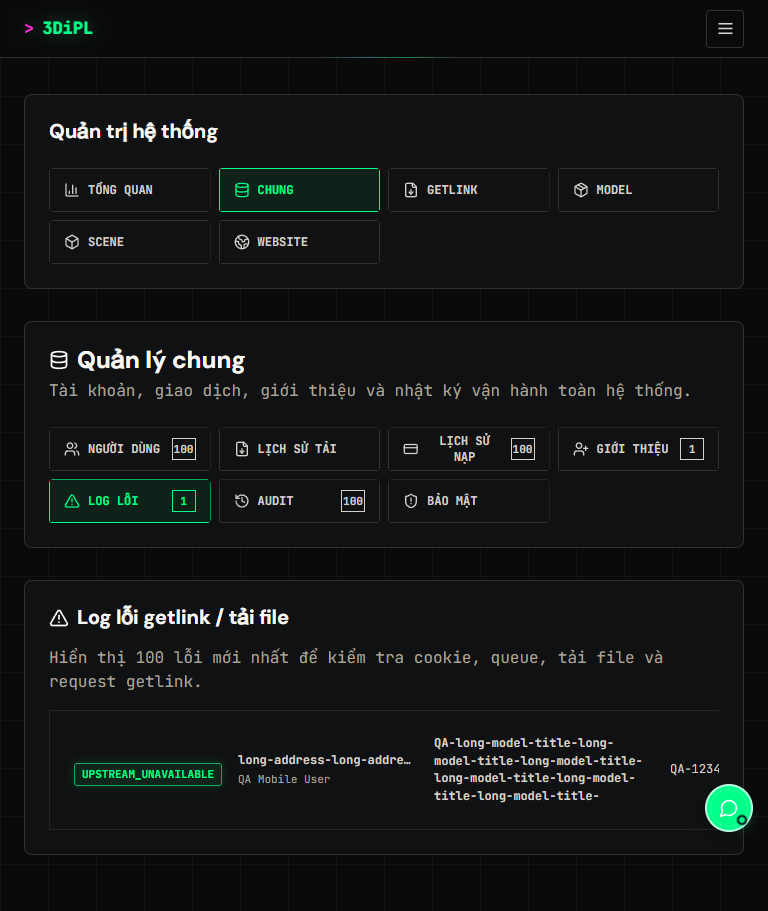 > 3DiPL
Quản trị hệ thống
TỔNG QUAN
CHUNG
GETLINK
MODEL
SCENE
WEBSITE
Quản lý chung
Tài khoản, giao dịch, giới thiệu và nhật ký vận hành toàn hệ thống.
NGƯỜI DÙNG 100
LỊCH SỬ TẢI
LỊCH SỬ
NẠP 100
GIỚI THIỆU 1
LOG LỖI 1
AUDIT 100
BẢO MẬT
Log lỗi getlink / tải file
Hiển thị 100 lỗi mới nhất để kiểm tra cookie, queue, tải file và
request getlink.
UPSTREAM_UNAVAILABLE
long-address-long-addre…
QA Mobile User
QA-long-model-title-long-
model-title-long-model-title-
long-model-title-long-model-
title-long-model-title-
QA-1234